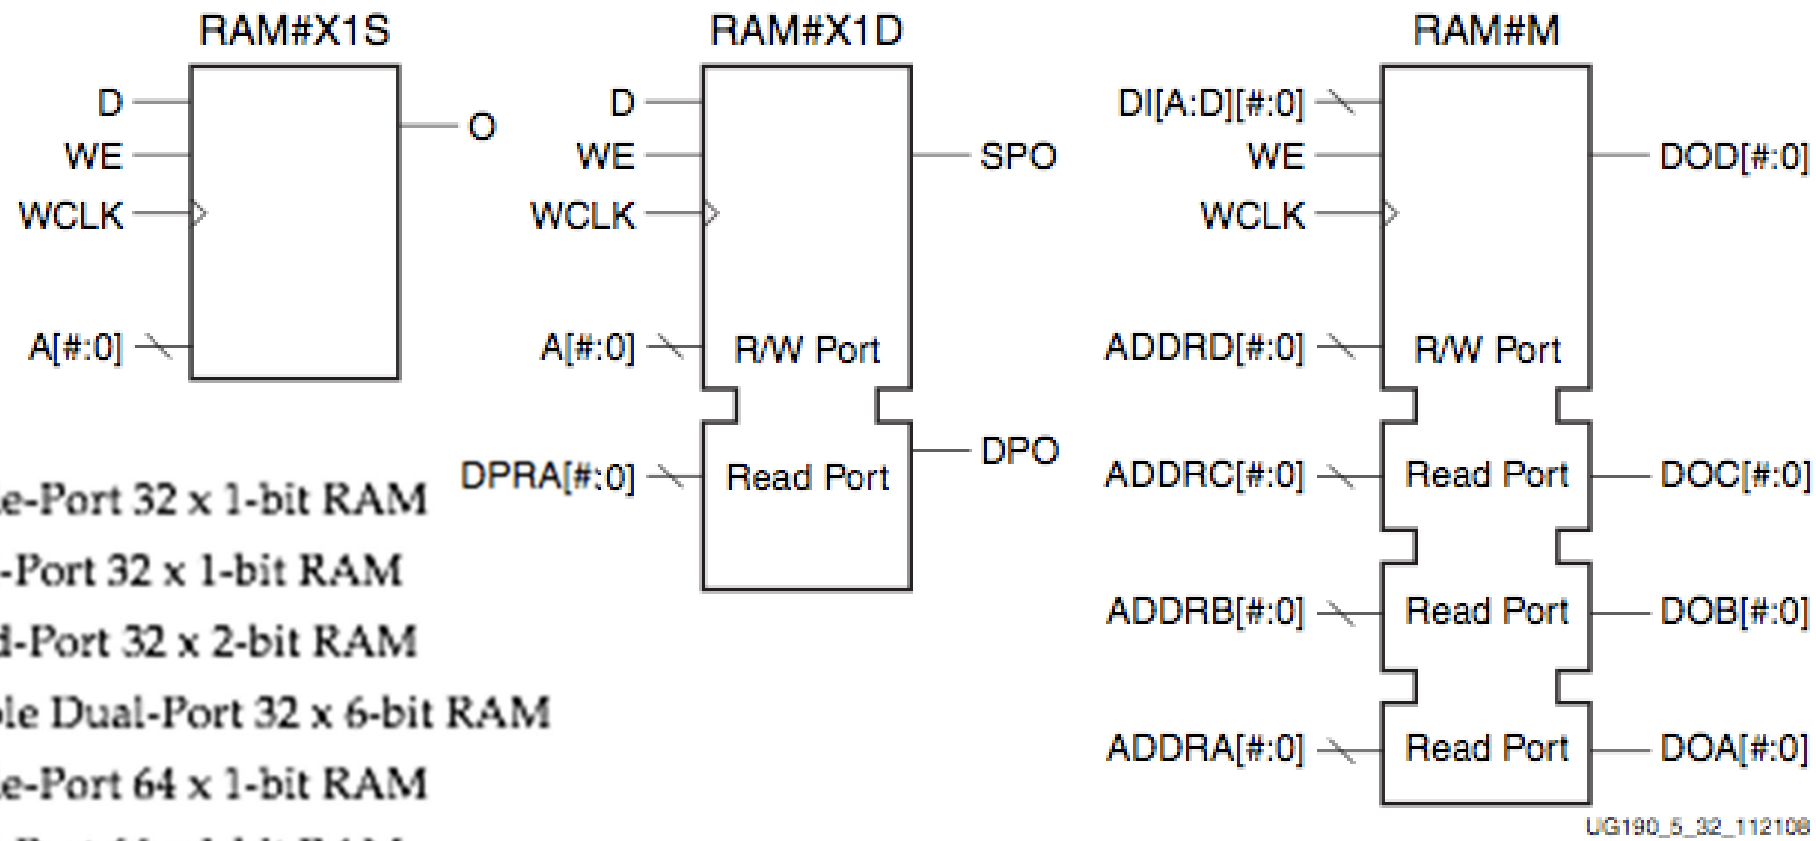 RAM#X1S
D
WE
WCLK
A[#:0]
O
RAM#X1D
D
WE
WCLK
A[#:0]
R/W Port
SPO
DPRA[#:0]
Read Port
DPO
RAM#M
DI[A:D][#:0]
WE
WCLK
ADDRD[#:0]
R/W Port
DOD[#:0]
ADDRC[#:0]
Read Port
DOC[#:0]
ADDRB[#:0]
Read Port
DOB[#:0]
ADDRA[#:0]
Read Port
DOA[#:0]
e-Port 32 x 1-bit RAM
-Port 32 x 1-bit RAM
d-Port 32 x 2-bit RAM
le Dual-Port 32 x 6-bit RAM
e-Port 64 x 1-bit RAM
UG190_5_32_112108